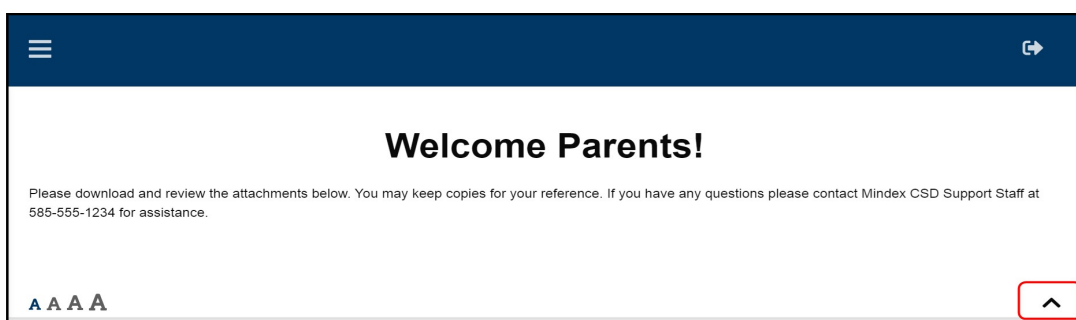 Welcome Parents!
Please download and review the attachments below. You may keep copies for your reference. If you have any questions please contact Mindex CSD Support Staff at
585-555-1234 for assistance.
A A A A